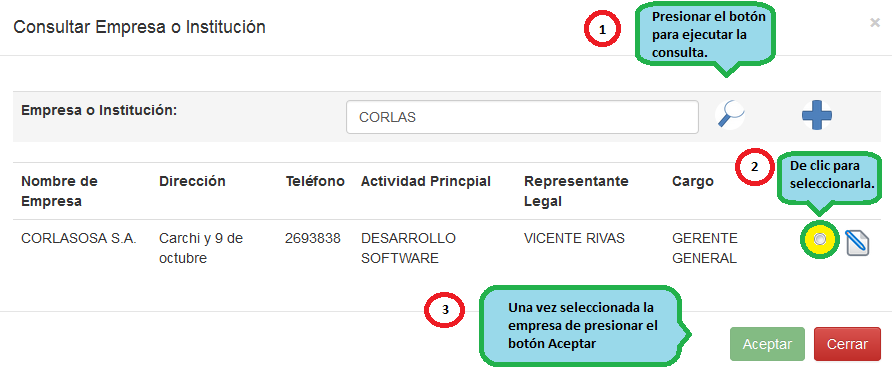 Consultar Empresa o Institución
×
1
Presionar el botón
para ejecutar la
consulta.
Empresa o Institución:
CORLAS
2
De clic para
seleccionarla.
Nombre de
Empresa
Dirección
Teléfono
Actividad Princpial
Representante
Legal
Cargo
CORLASOSA S.A.
Carchi y 9 de
octubre
2693838
DESARROLLO
SOFTWARE
VICENTE RIVAS
GERENTE
GENERAL
3
Una vez seleccionada la
empresa de presionar el
botón Aceptar
Aceptar
Cerrar